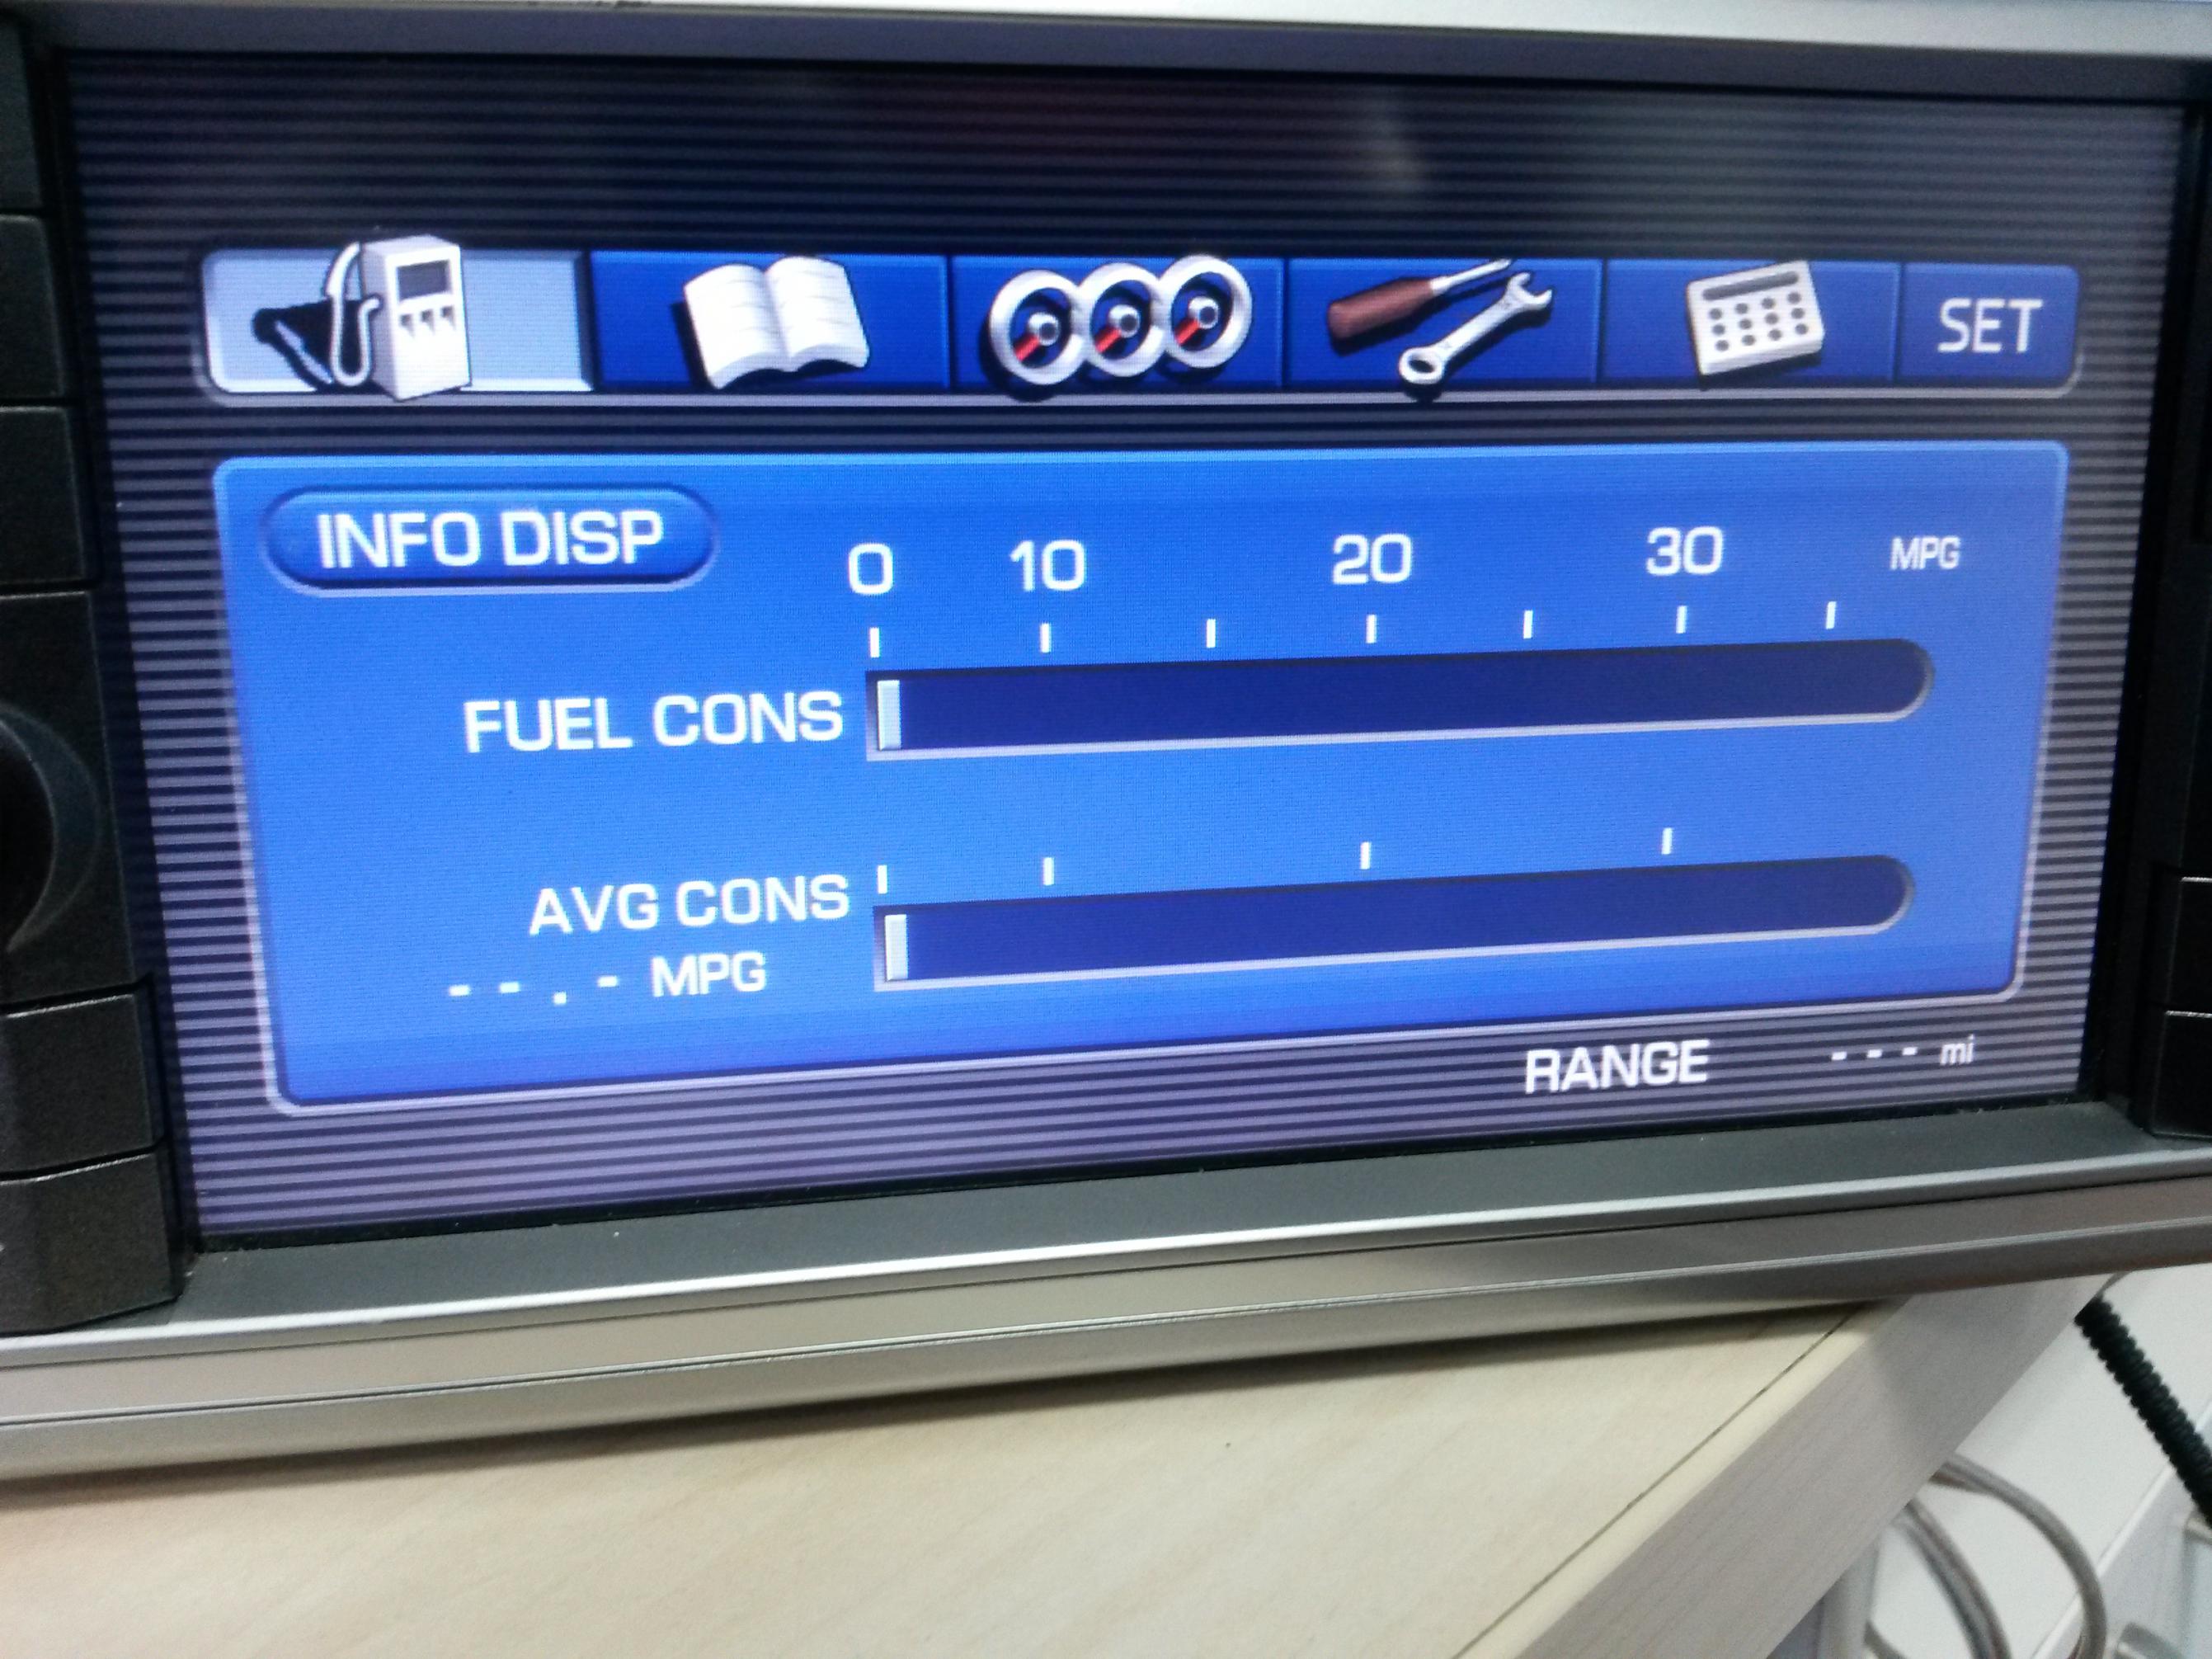 SET
INFO DISP
0 10 20 30 MPG
FUEL CONS
AVG CONS
--.- MPG
RANGE --- mi